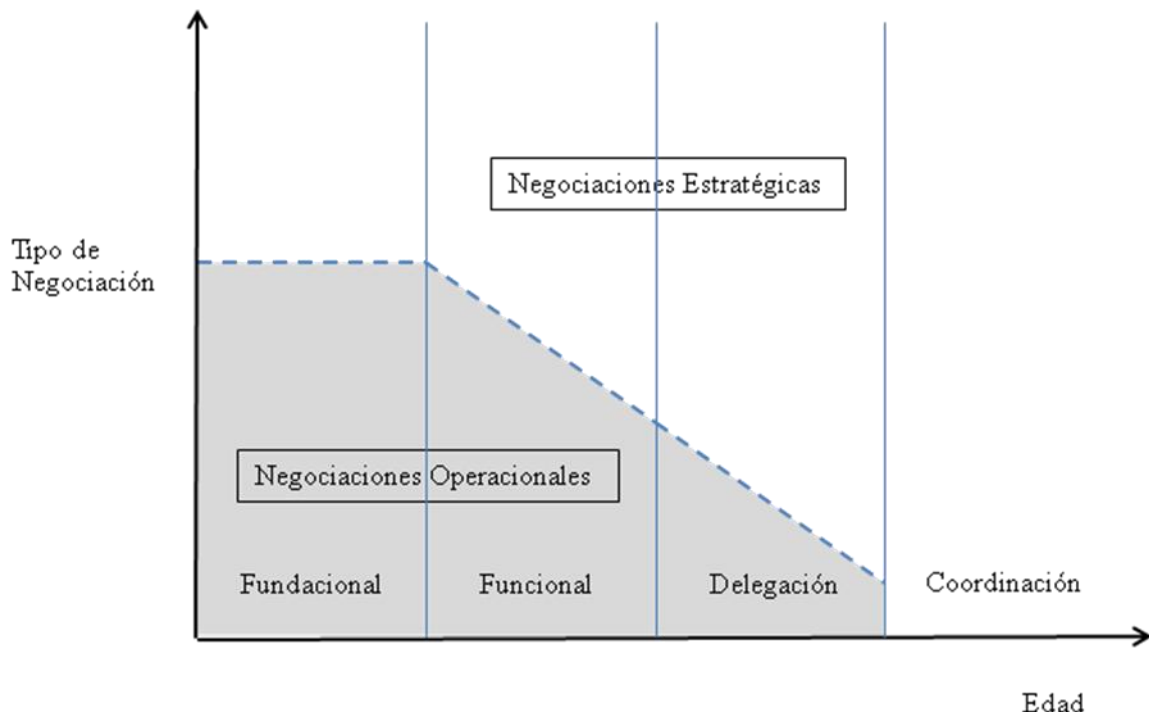 Negociaciones Estratégicas
Tipo de
Negociación
Negociaciones Operacionales
Fundacional
Funcional
Delegación
Coordinación
Edad